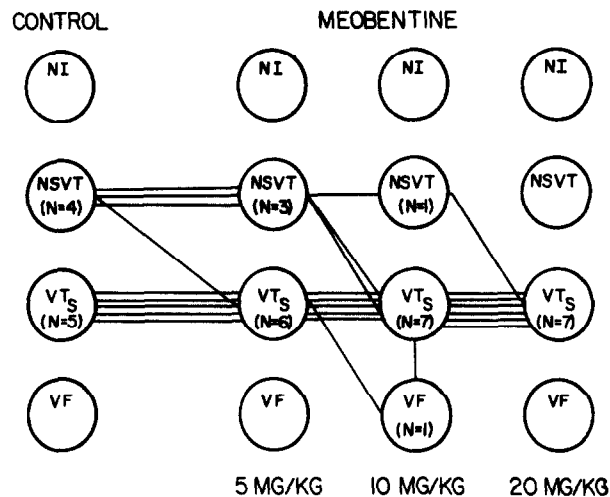 CONTROL MEOBENTINE
NI NI NI NI
NSVT NSVT NSVT NSVT
(N=4) (N=3) (N=1)
VTS VTS VTS VTS
(N=5) (N=6) (N=7) (N=7)
VF VF VF VF
(N=1)
5 MG/KG 10 MG/KG 20 MG/KG